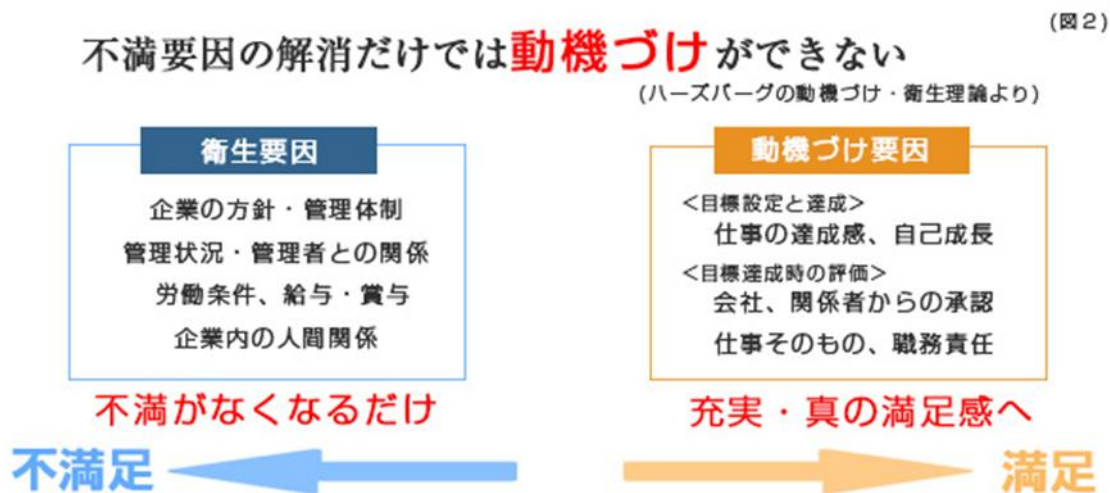 (図2)
不満要因の解消だけでは動機づけができない
(ハーズバーグの動機づけ・衛生理論より)
衛生要因
企業の方針・管理体制
管理状況・管理者との関係
労働条件、給与・賞与
企業内の人間関係
不満がなくなるだけ
不満足
動機づけ要因
<目標設定と達成>
仕事の達成感、自己成長
<目標達成時の評価>
会社、関係者からの承認
仕事そのもの、職務責任
充実・真の満足感へ
満足